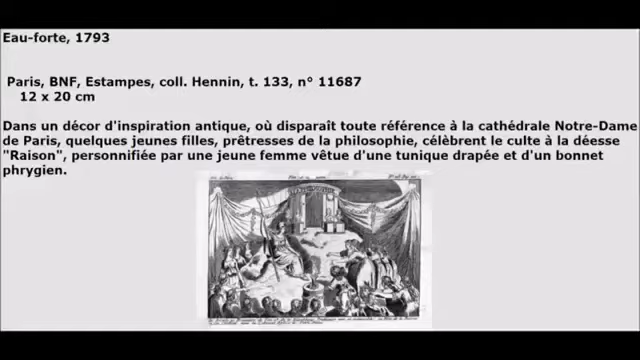 Eau-forte, 1793
Paris, BNF, Estampes, coll. Hennin, t. 133, n° 11687
12 x 20 cm
Dans un décor d'inspiration antique, où disparaît toute référence à la cathédrale Notre-Dame
de Paris, quelques jeunes filles, prêtresses de la philosophie, célèbrent le culte à la déesse
"Raison", personnifiée par une jeune femme vêtue d'une tunique drapée et d'un bonnet
phrygien.